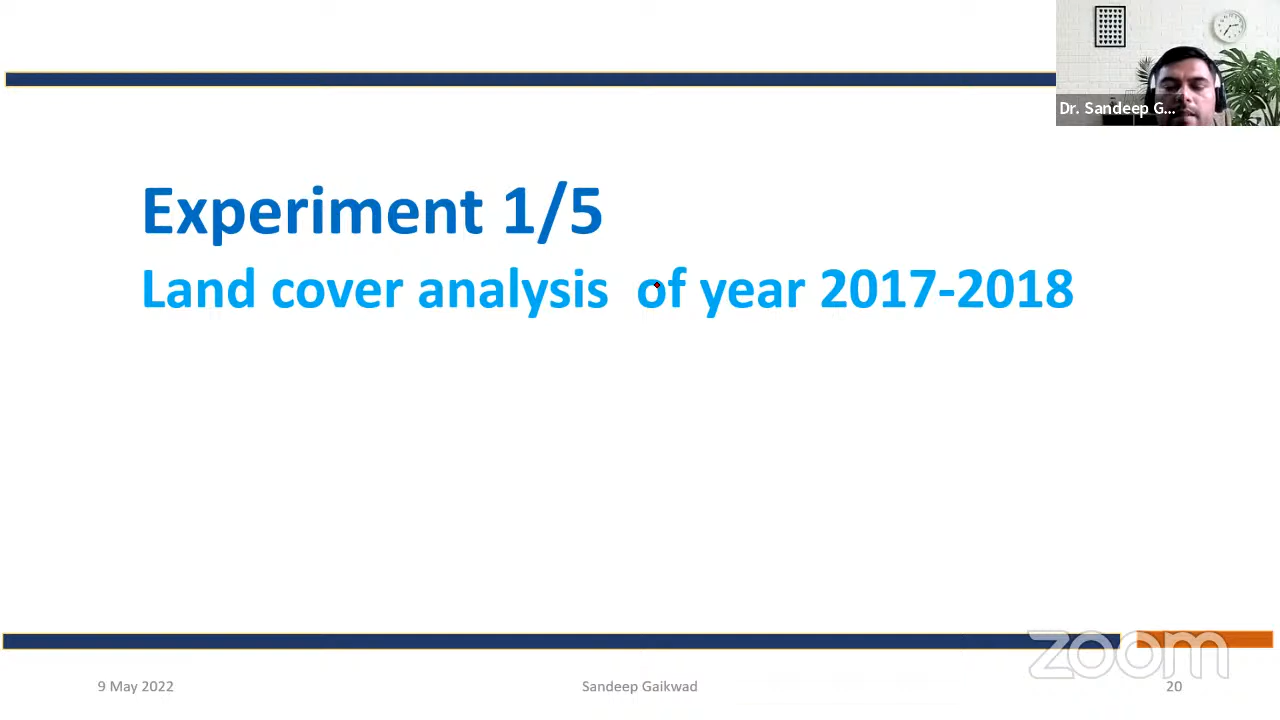 Dr. Sandeep G...
Experiment 1/5
Land cover analysis of year 2017-2018
zoom
9 May 2022
Sandeep Gaikwad
20